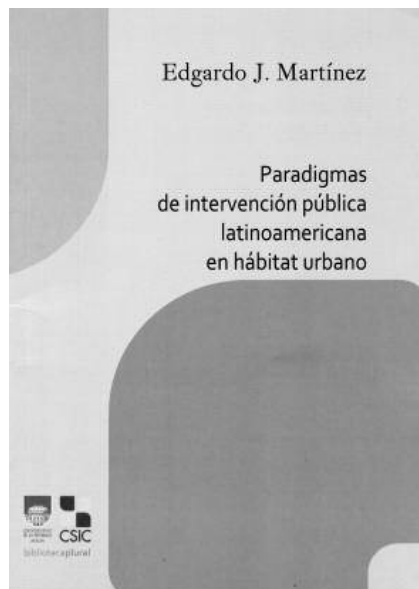 Edgardo J. Martínez
Paradigmas
de intervención pública
latinoamericana
en hábitat urbano
CSIC
bibliotecaplural